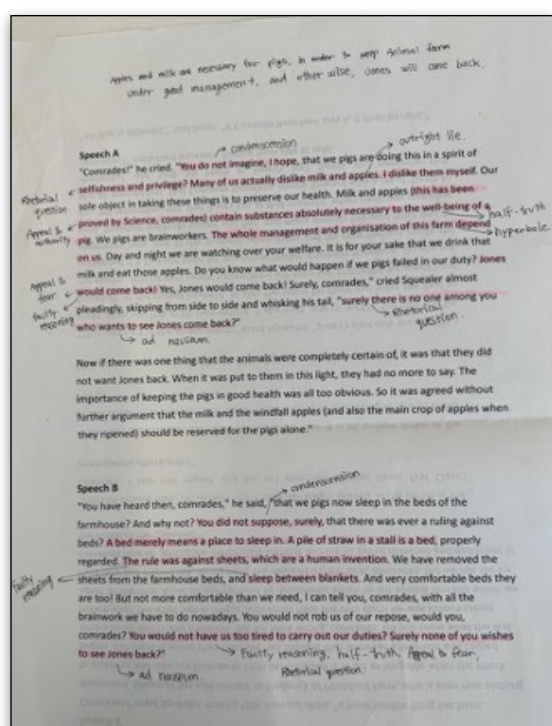 Apples and milk are necessary for pigs, in order to keep Animal farm
under good management, and otherwise, Jones will come back.
Speech A
condescension
outright lie.
"Comrades!" he cried. "You do not imagine, I hope, that we pigs are doing this in a spirit of
selfishness and privilege? Many of us actually dislike milk and apples. I dislike them myself. Our
Rhetorical
question
sole object in taking these things is to preserve our health. Milk and apples (this has been
Appeal to
authority
proved by Science, comrades) contain substances absolutely necessary to the well-being of a
half-truth
pig. We pigs are brainworkers. The whole management and organisation of this farm depend
hyperbole
on us. Day and night we are watching over your welfare. It is for your sake that we drink that
milk and eat those apples. Do you know what would happen if we pigs failed in our duty? Jones
Appeal to
fear
would come back! Yes, Jones would come back! Surely, comrades," cried Squealer almost
faulty
reasoning
pleadingly, skipping from side to side and whisking his tail, "surely there is no one among you
who wants to see Jones come back?"
Rhetorical
question.
ad nauseum
Now if there was one thing that the animals were completely certain of, it was that they did
not want Jones back. When it was put to them in this light, they had no more to say. The
importance of keeping the pigs in good health was all too obvious. So it was agreed without
further argument that the milk and the windfall apples (and also the main crop of apples when
they ripened) should be reserved for the pigs alone."
Speech B
condenscension
"You have heard then, comrades," he said, "that we pigs now sleep in the beds of the
farmhouse? And why not? You did not suppose, surely, that there was ever a ruling against
beds? A bed merely means a place to sleep in. A pile of straw in a stall is a bed, properly
regarded. The rule was against sheets, which are a human invention. We have removed the
Faulty
reasoning
sheets from the farmhouse beds, and sleep between blankets. And very comfortable beds they
are too! But not more comfortable than we need, I can tell you, comrades, with all the
brainwork we have to do nowadays. You would not rob us of our repose, would you,
comrades? You would not have us too tired to carry out our duties? Surely none of you wishes
to see Jones back?"
Faulty reasoning, half-truth, Appeal to fear,
Rhetorical question.
Ad nauseum